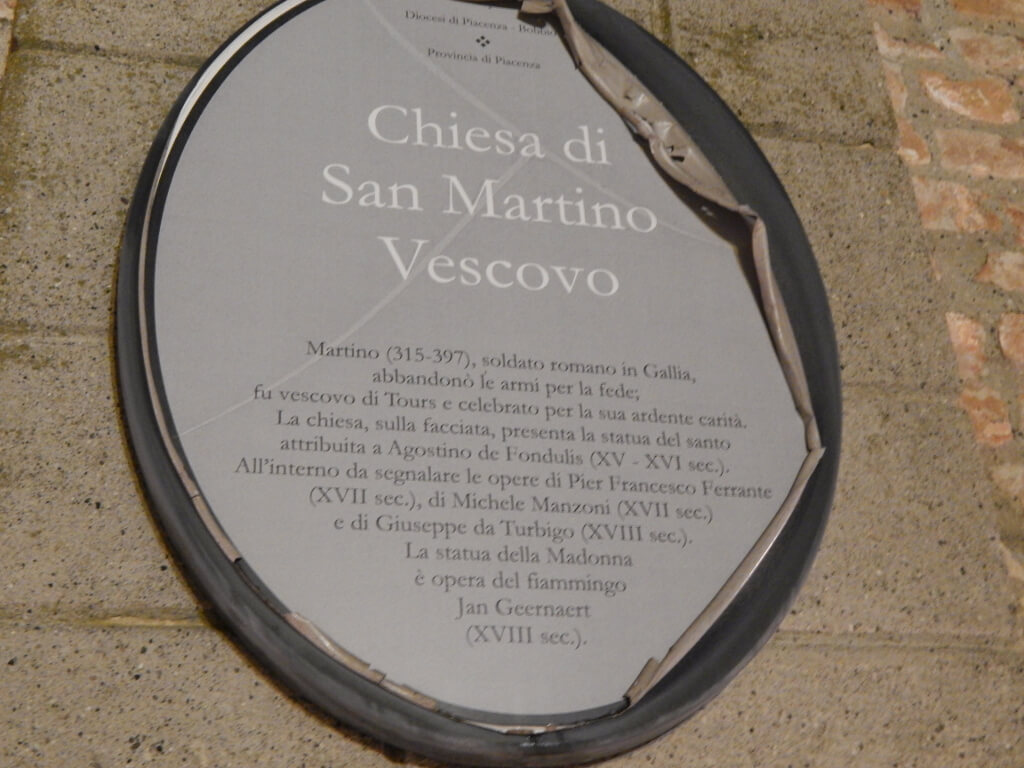 Diocesi di Piacenza - Bobbio
Provincia di Piacenza
Chiesa di
San Martino
Vescovo
Martino (315-397), soldato romano in Gallia,
abbandonò le armi per la fede;
fu vescovo di Tours e celebrato per la sua ardente carità.
La chiesa, sulla facciata, presenta la statua del santo
attribuita a Agostino de Fondulis (XV - XVI sec.).
All'interno da segnalare le opere di Pier Francesco Ferrante
(XVII sec.), di Michele Manzoni (XVII sec.)
e di Giuseppe da Turbigo (XVIII sec.).
La statua della Madonna
è opera del fiammingo
Jan Geernaert
(XVIII sec.).